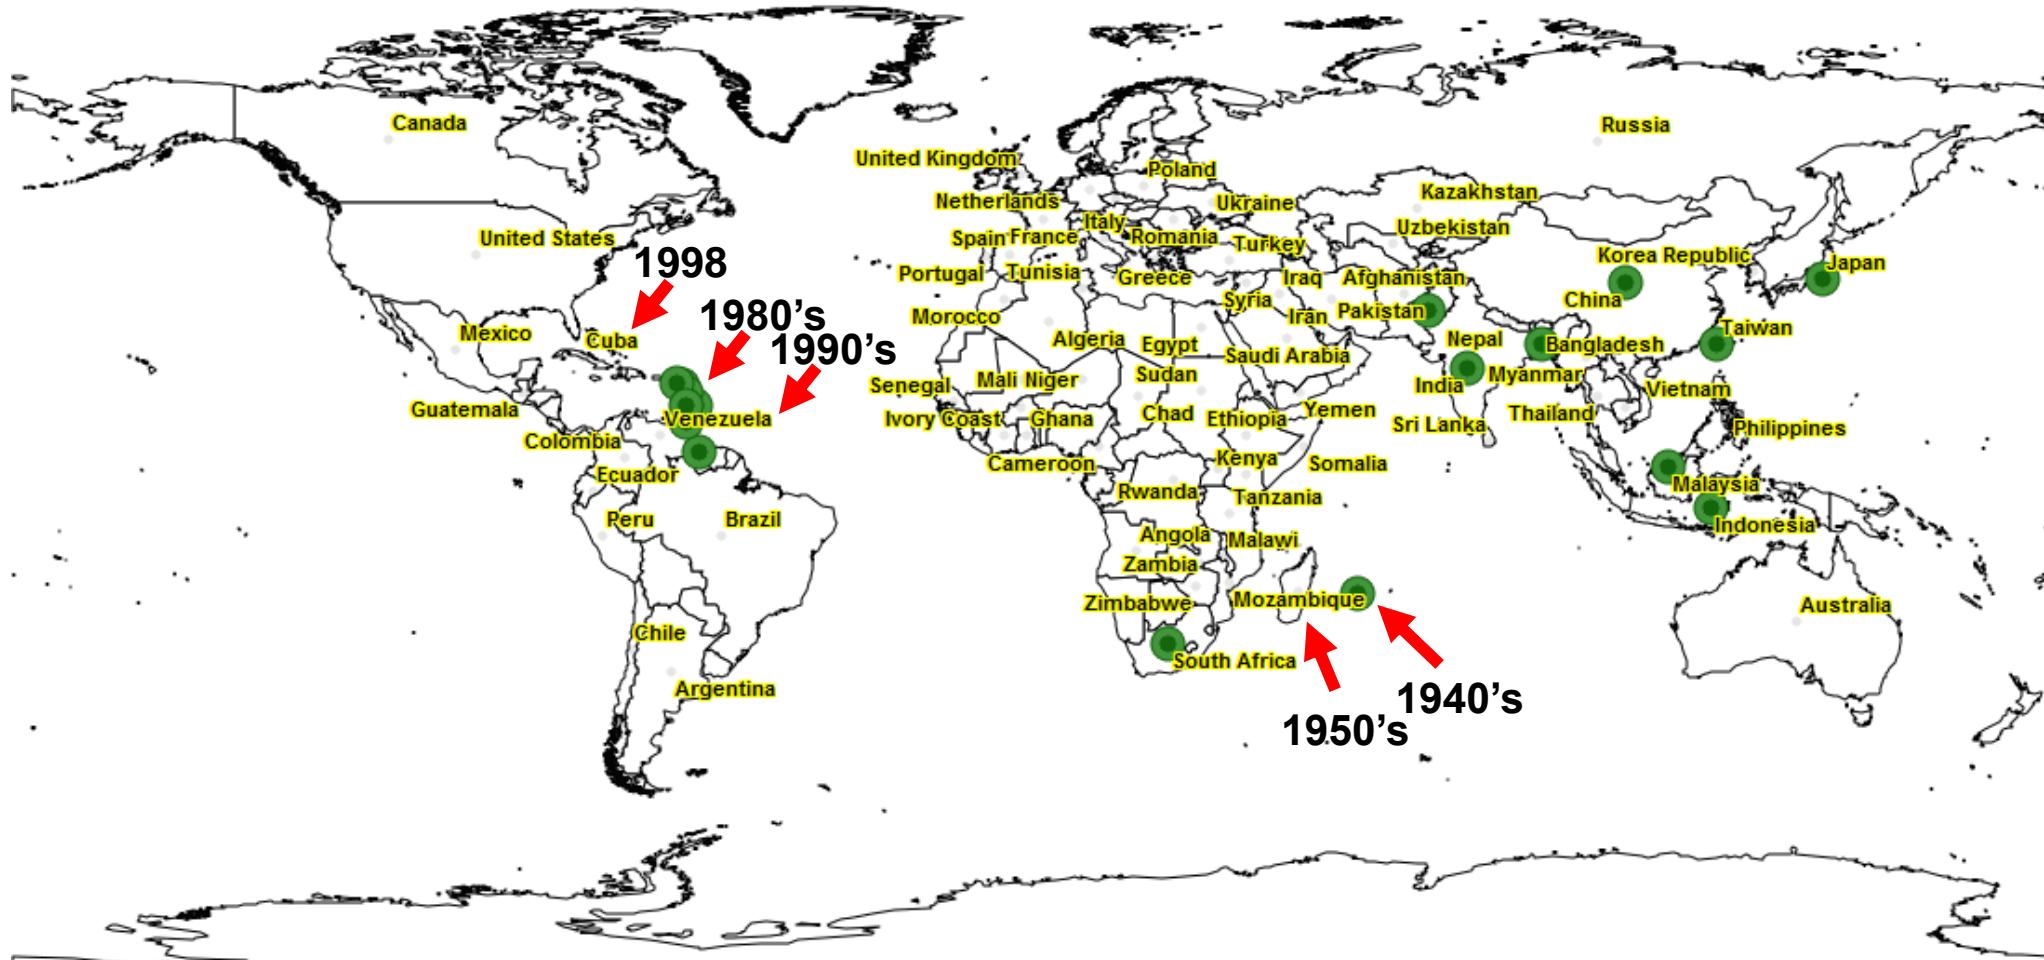 Canada
Russia
United Kingdom
Poland
Kazakhstan
Netherlands
Ukraine
Italy
Uzbekistan
United States
Spain
France
Romania
Turkey
1998
Korea Republic
Japan
Portugal
Tunisia
Greece
Iraq
Afghanistan
Syria
China
1980's
Morocco
Iran
Pakistan
Taiwan
Mexico
Cuba
1990's
Algeria
Egypt
Nepal
Bangladesh
Saudi Arabia
Senegal
Mali
Niger
Sudan
India
Myanmar
Vietnam
Guatemala
Venezuela
Ivory Coast
Ghana
Chad
Ethiopia
Yemen
Sri Lanka
Thailand
Philippines
Colombia
Cameroon
Kenya
Somalia
Ecuador
Rwanda
Tanzania
Malaysia
Peru
Brazil
Angola
Malawi
Indonesia
Zambia
Zimbabwe
Mozambique
Australia
Chile
South Africa
Argentina
1940's
1950's